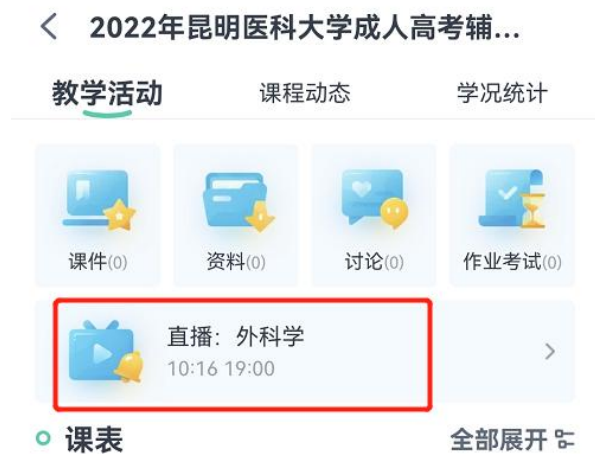 2022年昆明医科大学成人高考辅...
教学活动 课程动态 学况统计
课件(0) 资料(0) 讨论(0) 作业考试(0)
直播：外科学
10:16 19:00
课表 全部展开